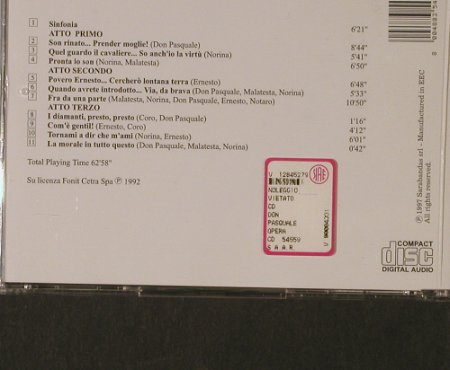 1 Sinfonia 6'21"
ATTO PRIMO
2 Son rinato... Prender moglie! (Don Pasquale) 8'44"
3 Quel guardo il cavaliere... So anch'io la virtù (Norina) 5'41"
4 Pronta io son (Norina, Malatesta) 6'50"
ATTO SECONDO
5 Povero Ernesto... Cercherò lontana terra (Ernesto) 6'48"
6 Quando avrete introdotto... Via, da brava (Don Pasquale, Malatesta, Norina) 5'33"
7 Fra da una parte (Malatesta, Norina, Don Pasquale, Ernesto, Notaro) 10'50"
ATTO TERZO
8 I diamanti, presto, presto (Coro, Don Pasquale) 1'16"
9 Com'è gentil! (Ernesto, Coro) 4'12"
10 Tornami a dir che m'ami (Norina, Ernesto) 6'01"
11 La morale in tutto questo (Don Pasquale, Malatesta, Norina) 0'42"
Total Playing Time 62'58"
Su licenza Fonit Cetra Spa ℗ 1992
V 12845279
NOLEGGIO
VIETATO
CD
DON
PASQUALE
OPERA
CD 54559
S A A R
℗ 1997 Sarabandas srl - Manufactured in EEC
All rights reserved.
COMPACT
disc
DIGITAL AUDIO